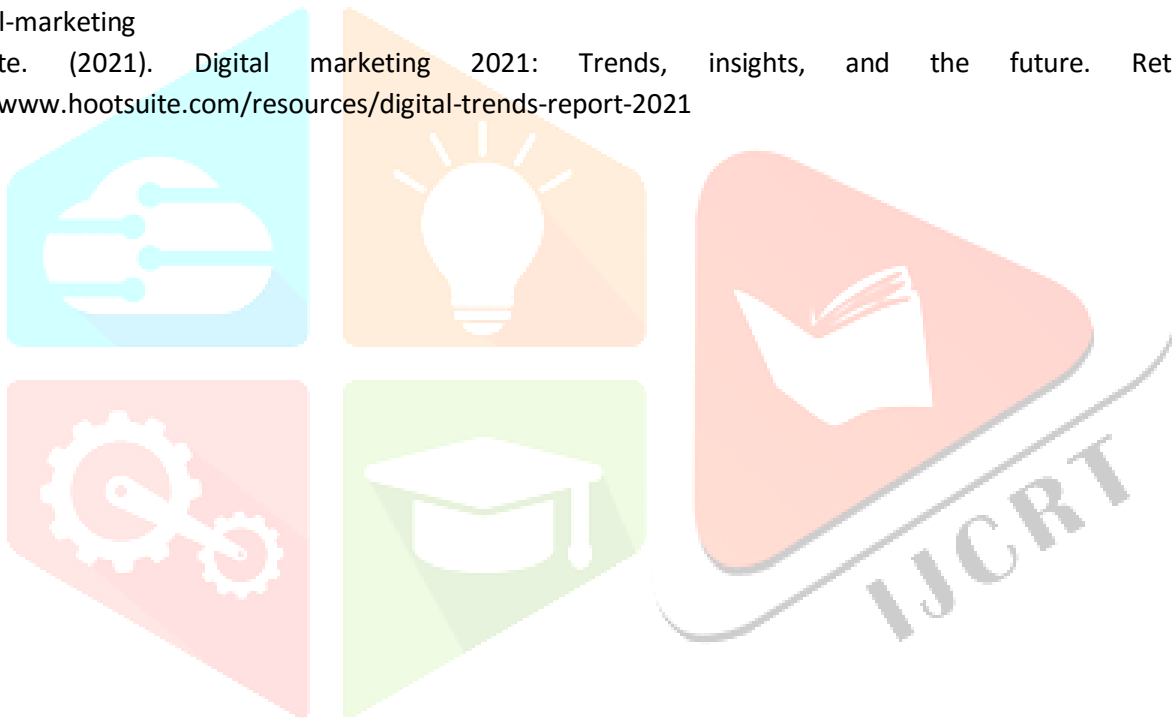 l-marketing
te. (2021). Digital marketing 2021: Trends, insights, and the future. Ret
www.hootsuite.com/resources/digital-trends-report-2021
IJCRT